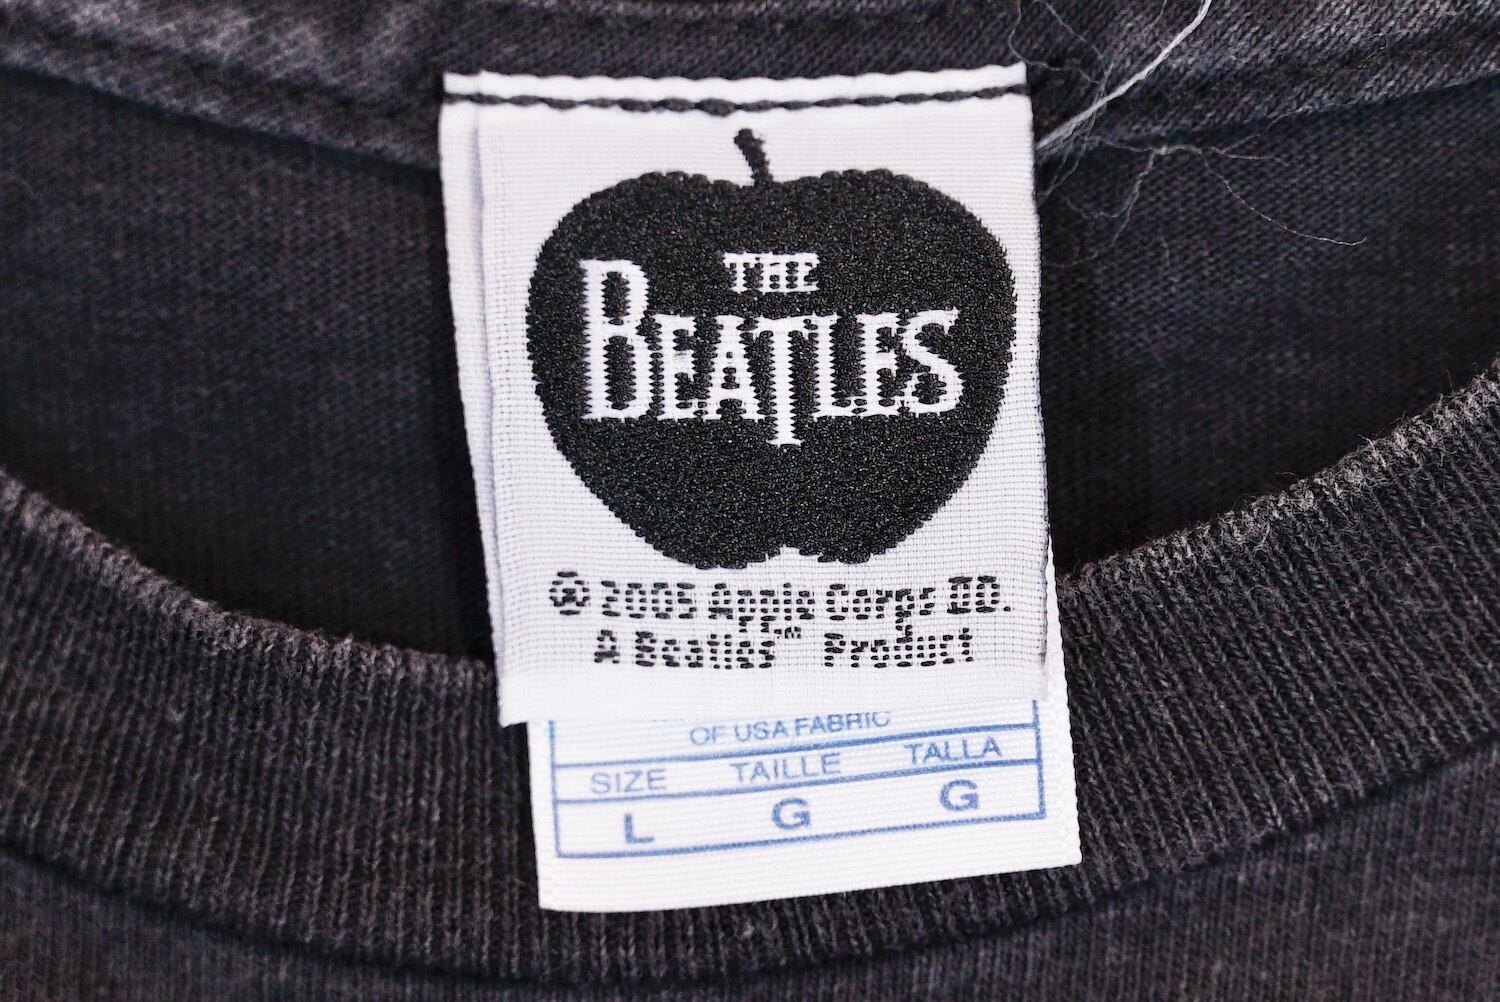 THE
BEATLES
© 2005 Apple Corps LTD.
A Beatles™ Product
OF USA FABRIC
SIZE TAILLE TALLA
L G G